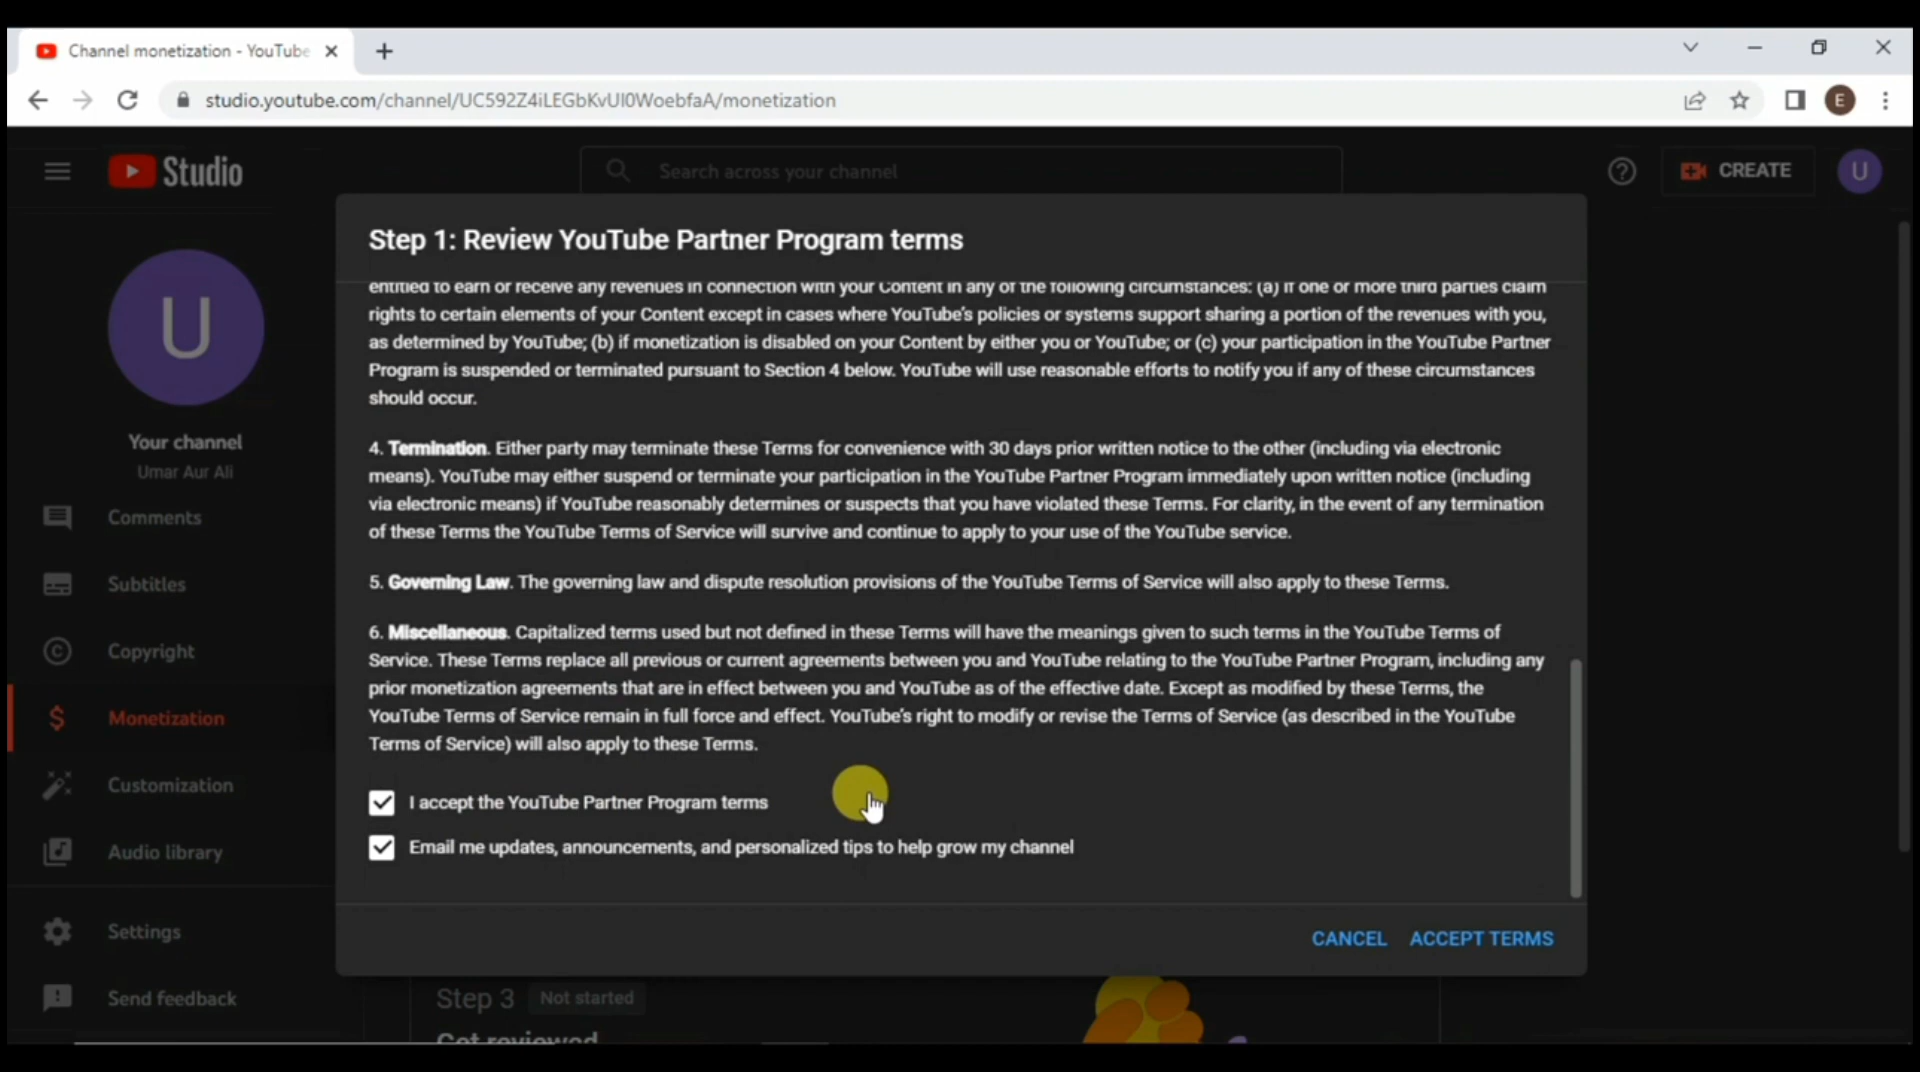 Channel monetization - YouTube
studio.youtube.com/channel/UC592Z4iLEGbKvUI0WoebfaA/monetization
E
Studio
Search across your channel
CREATE
U
U
Your channel
Umar Aur Ali
Comments
Subtitles
Copyright
Monetization
Customization
Audio library
Settings
Send feedback
Step 1: Review YouTube Partner Program terms
entitled to earn or receive any revenues in connection with your Content in any of the following circumstances: (a) if one or more third parties claim
rights to certain elements of your Content except in cases where YouTube's policies or systems support sharing a portion of the revenues with you,
as determined by YouTube; (b) if monetization is disabled on your Content by either you or YouTube; or (c) your participation in the YouTube Partner
Program is suspended or terminated pursuant to Section 4 below. YouTube will use reasonable efforts to notify you if any of these circumstances
should occur.
4. Termination. Either party may terminate these Terms for convenience with 30 days prior written notice to the other (including via electronic
means). YouTube may either suspend or terminate your participation in the YouTube Partner Program immediately upon written notice (including
via electronic means) if YouTube reasonably determines or suspects that you have violated these Terms. For clarity, in the event of any termination
of these Terms the YouTube Terms of Service will survive and continue to apply to your use of the YouTube service.
5. Governing Law. The governing law and dispute resolution provisions of the YouTube Terms of Service will also apply to these Terms.
6. Miscellaneous. Capitalized terms used but not defined in these Terms will have the meanings given to such terms in the YouTube Terms of
Service. These Terms replace all previous or current agreements between you and YouTube relating to the YouTube Partner Program, including any
prior monetization agreements that are in effect between you and YouTube as of the effective date. Except as modified by these Terms, the
YouTube Terms of Service remain in full force and effect. YouTube's right to modify or revise the Terms of Service (as described in the YouTube
Terms of Service) will also apply to these Terms.
I accept the YouTube Partner Program terms
Email me updates, announcements, and personalized tips to help grow my channel
CANCEL ACCEPT TERMS
Step 3 Not started
Get reviewed